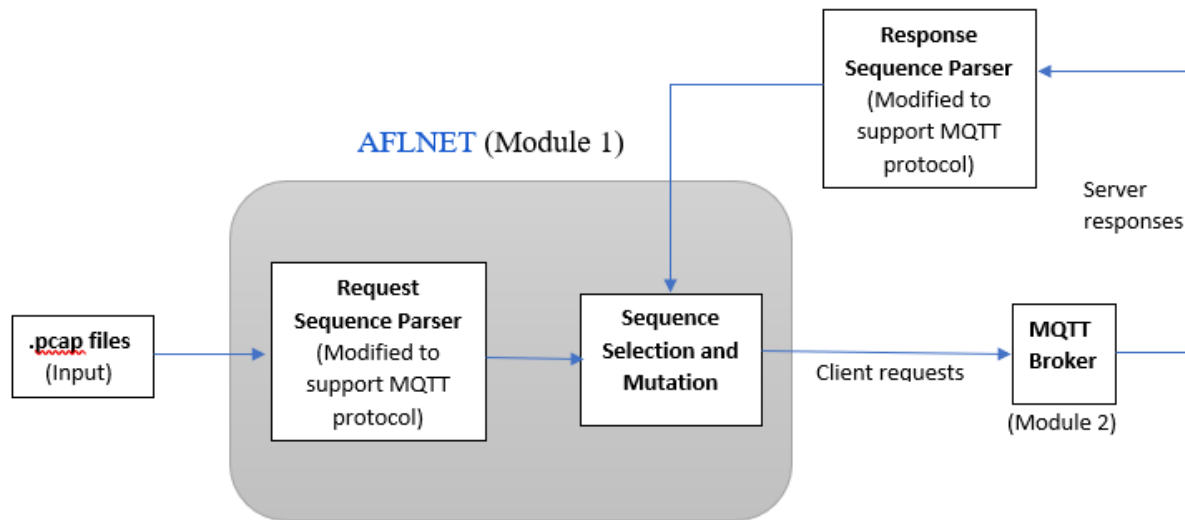 Response
Sequence Parser
(Modified to
support MQTT
protocol)
AFLNET (Module 1)
Server
responses
Request
Sequence Parser
(Modified to
support MQTT
protocol)
Sequence
Selection and
Mutation
.pcap files
(Input)
Client requests
MQTT
Broker
(Module 2)